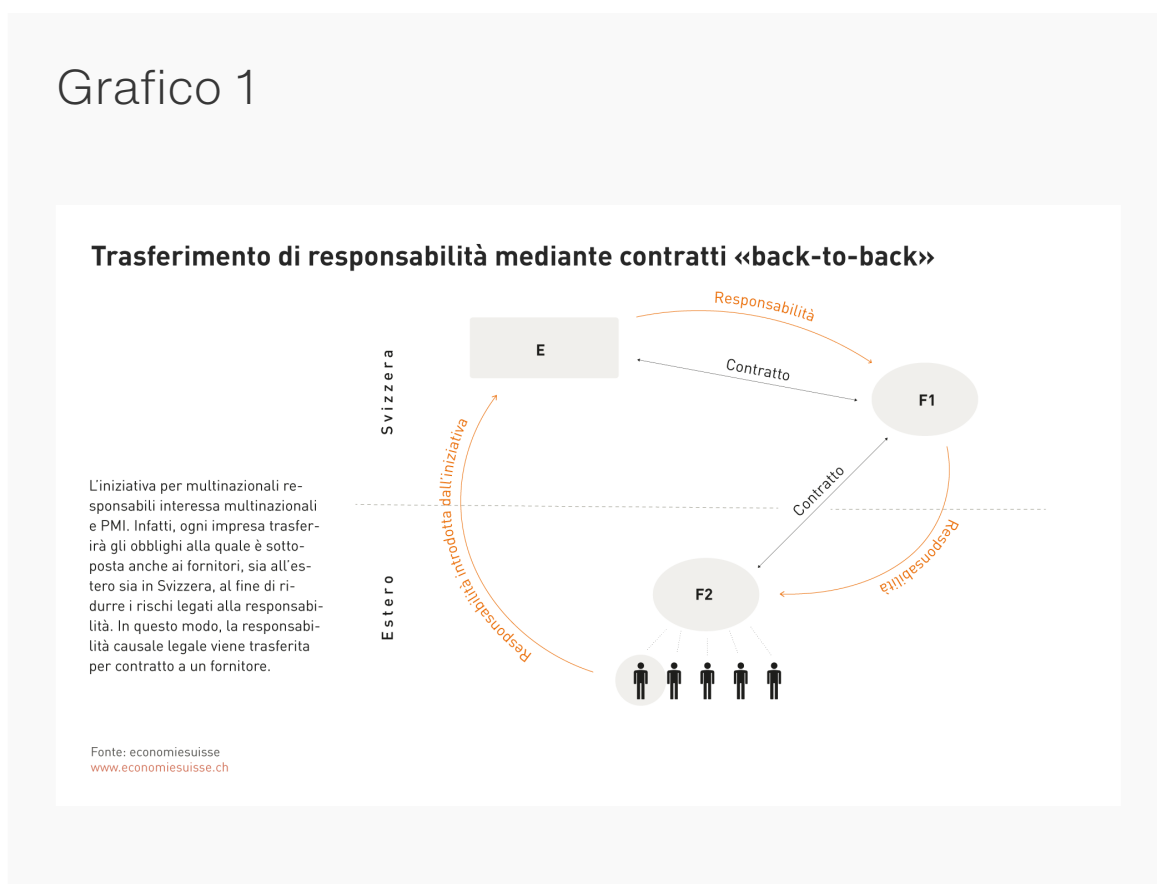 Grafico 1
Trasferimento di responsabilità mediante contratti «back-to-back»
Responsabilità
E
Contratto
F1
Svizzera
Responsabilità introdotta dall'iniziativa
Contratto
Responsabilità
L'iniziativa per multinazionali re-
sponsabili interessa multinazionali
e PMI. Infatti, ogni impresa trasfer-
irà gli obblighi alla quale è sotto-
posta anche ai fornitori, sia all'es-
tero sia in Svizzera, al fine di ri-
durre i rischi legati alla responsabi-
lità. In questo modo, la responsabi-
lità causale legale viene trasferita
per contratto a un fornitore.
Estero
F2
Fonte: economiesuisse
www.economiesuisse.ch